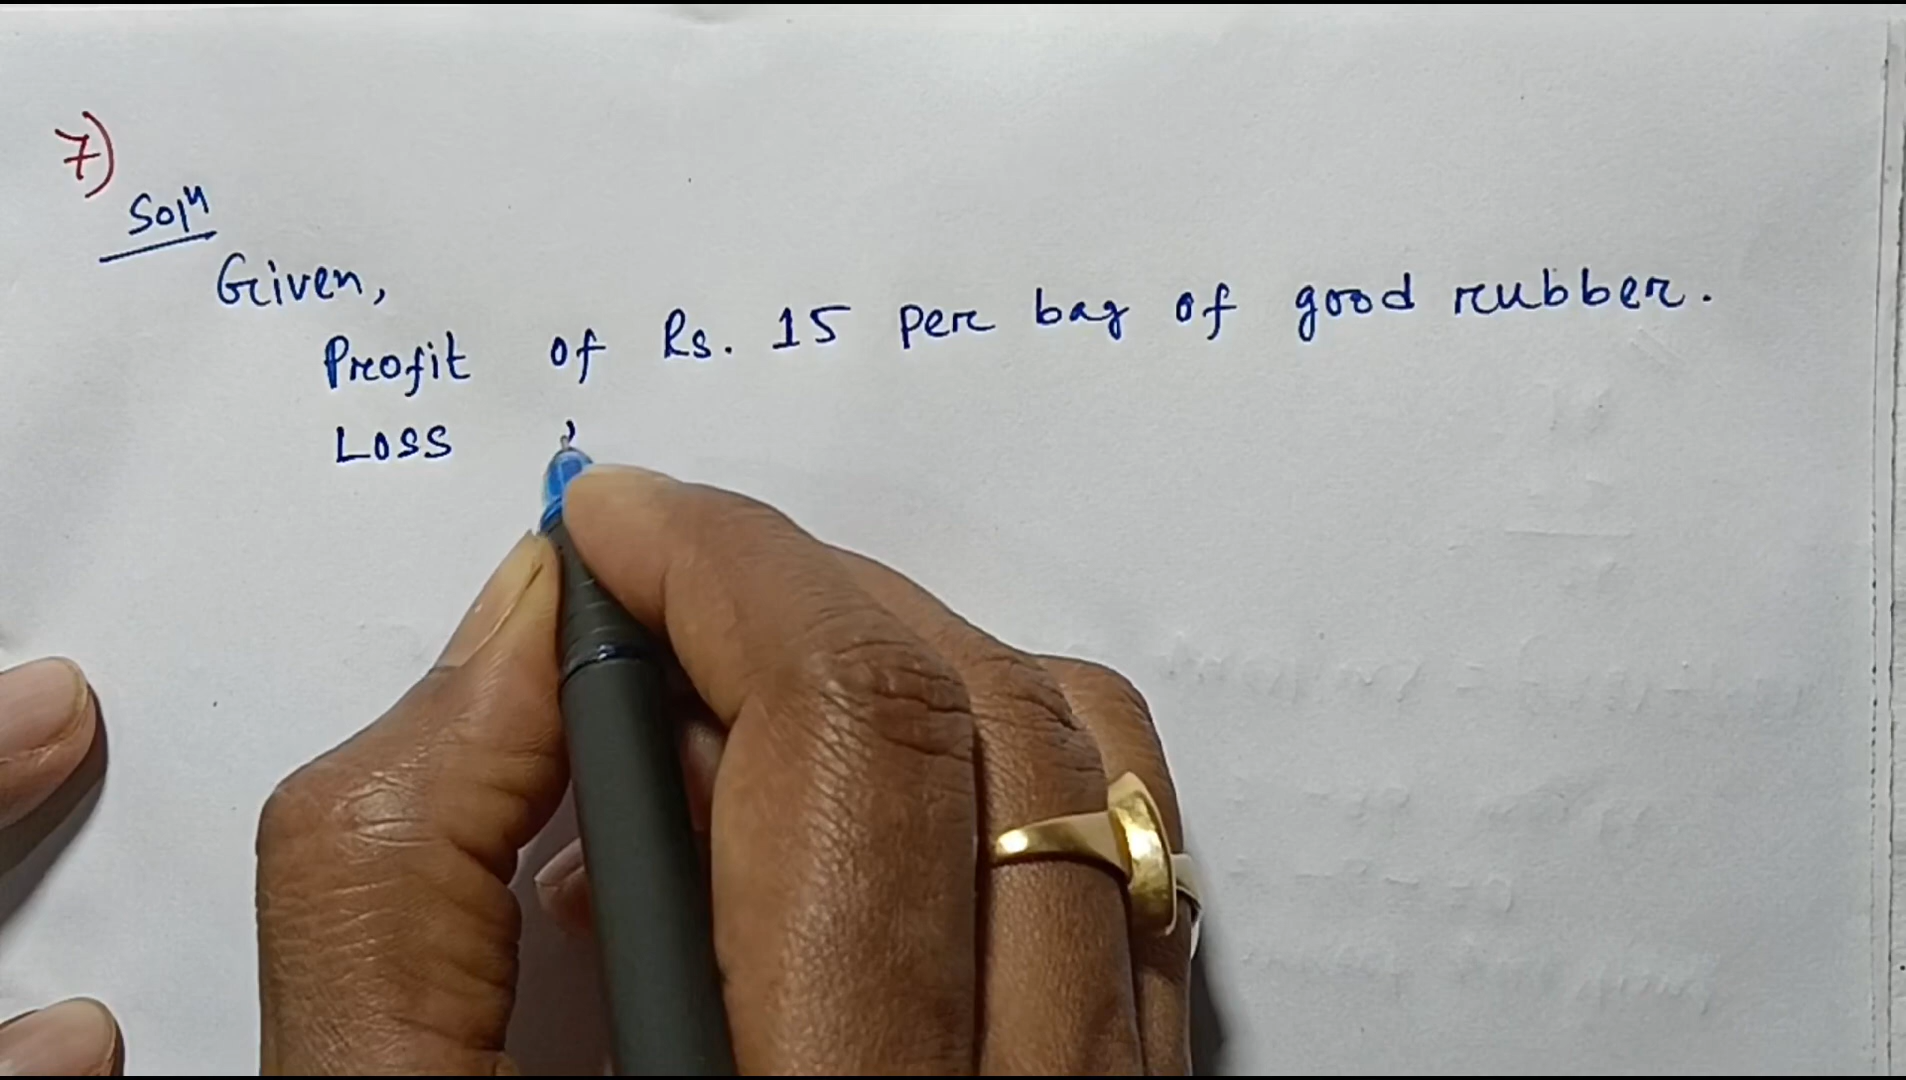 7)
Solⁿ
Given,
Profit of Rs. 15 per bag of good rubber.
Loss